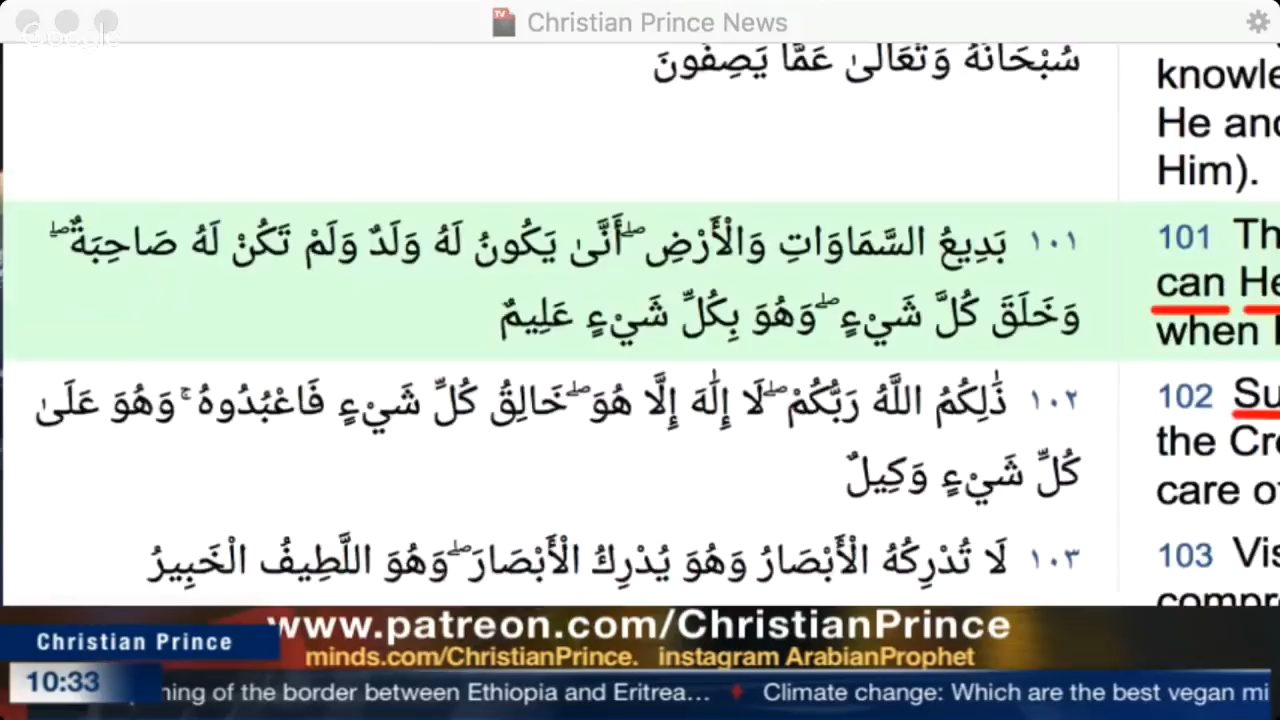 Christian Prince News
Google
سُبْحَانَهُ وَتَعَالَىٰ عَمَّا يَصِفُونَ
knowle
He and
Him).
١٠١ بَدِيعُ السَّمَاوَاتِ وَالْأَرْضِ ۖ أَنَّىٰ يَكُونُ لَهُ وَلَدٌ وَلَمْ تَكُنْ لَهُ صَاحِبَةٌ ۖ
وَخَلَقَ كُلَّ شَيْءٍ ۖ وَهُوَ بِكُلِّ شَيْءٍ عَلِيمٌ
101 Th
can He
when
١٠٢ ذَٰلِكُمُ اللَّهُ رَبُّكُمْ ۖ لَا إِلَٰهَ إِلَّا هُوَ ۖ خَالِقُ كُلِّ شَيْءٍ فَاعْبُدُوهُ ۚ وَهُوَ عَلَىٰ
كُلِّ شَيْءٍ وَكِيلٌ
102 Su
the Cre
care o
١٠٣ لَا تُدْرِكُهُ الْأَبْصَارُ وَهُوَ يُدْرِكُ الْأَبْصَارَ ۖ وَهُوَ اللَّطِيفُ الْخَبِيرُ
103 Vis
compre
www.patreon.com/ChristianPrince
Christian Prince
minds.com/ChristianPrince. instagram ArabianProphet
10:33
ning of the border between Ethiopia and Eritrea... Climate change: Which are the best vegan mi